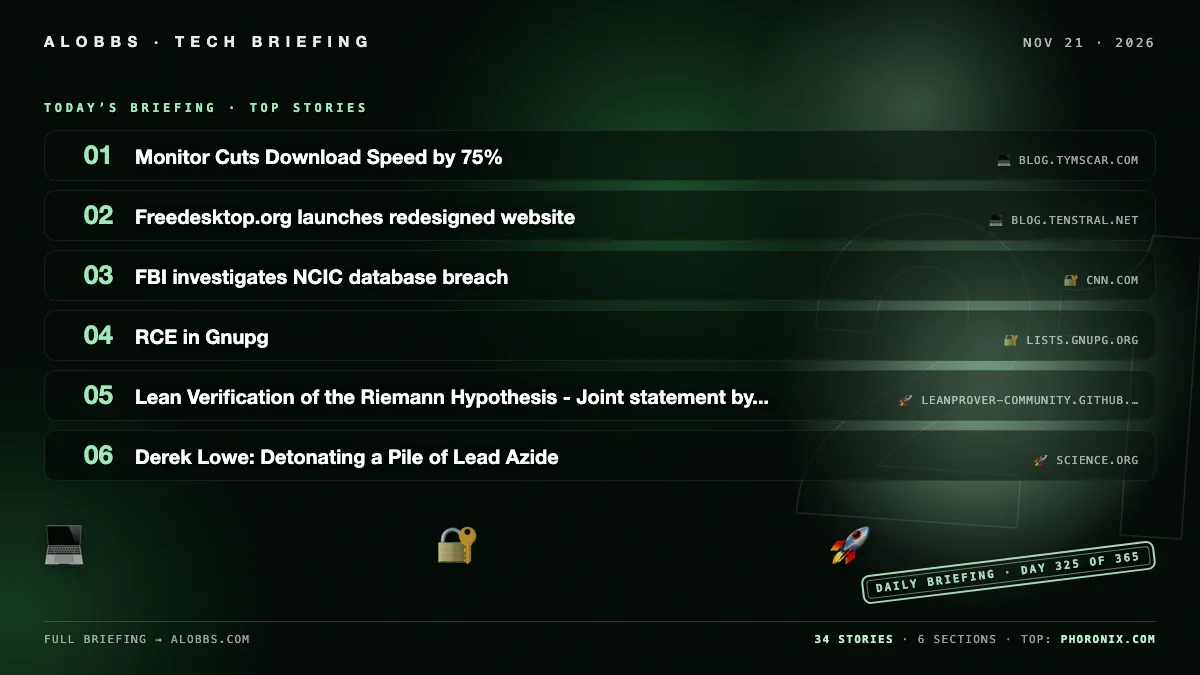 ALOBBS · TECH BRIEFING
NOV 21 · 2026
TODAY’S BRIEFING · TOP STORIES
01 Monitor Cuts Download Speed by 75% BLOG.TYMSCAR.COM
02 Freedesktop.org launches redesigned website BLOG.TENSTRAL.NET
03 FBI investigates NCIC database breach CNN.COM
04 RCE in Gnupg LISTS.GNUPG.ORG
05 Lean Verification of the Riemann Hypothesis - Joint statement by... LEANPROVER-COMMUNITY.GITHUB.…
06 Derek Lowe: Detonating a Pile of Lead Azide SCIENCE.ORG
21
DAILY BRIEFING · DAY 325 OF 365
FULL BRIEFING → ALOBBS.COM
34 STORIES · 6 SECTIONS · TOP: PHORONIX.COM